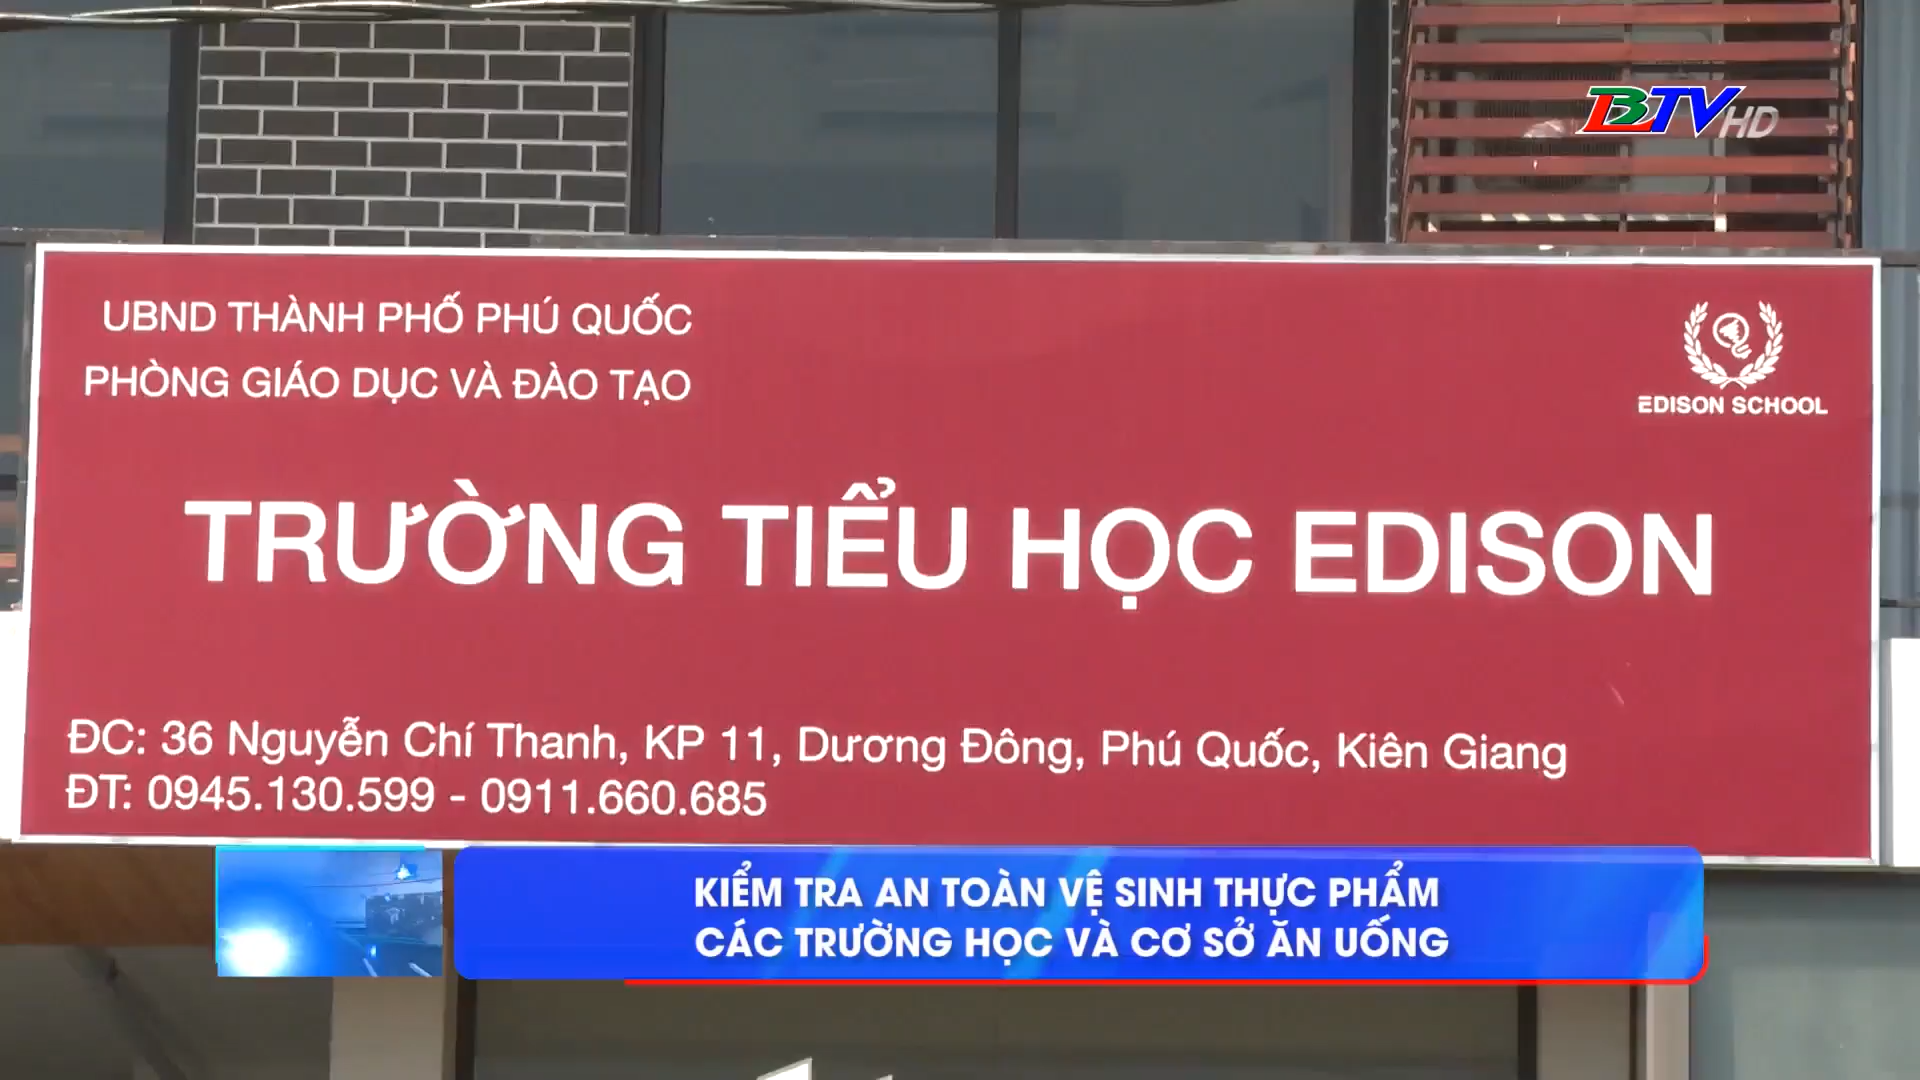 BTV HD
UBND THÀNH PHỐ PHÚ QUỐC
PHÒNG GIÁO DỤC VÀ ĐÀO TẠO
EDISON SCHOOL
TRƯỜNG TIỂU HỌC EDISON
ĐC: 36 Nguyễn Chí Thanh, KP 11, Dương Đông, Phú Quốc, Kiên Giang
ĐT: 0945.130.599 - 0911.660.685
KIỂM TRA AN TOÀN VỆ SINH THỰC PHẨM
CÁC TRƯỜNG HỌC VÀ CƠ SỞ ĂN UỐNG